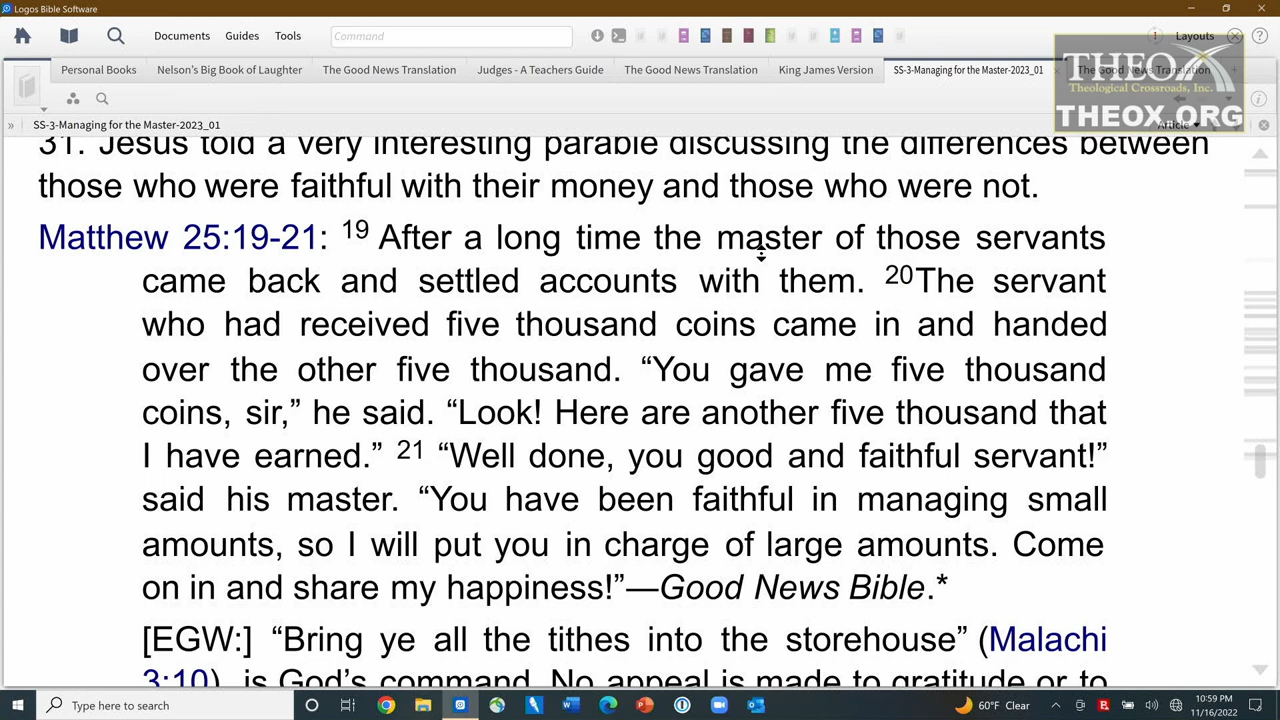 Logos Bible Software
Documents Guides Tools Command Layouts
Personal Books Nelson's Big Book of Laughter The Good Judges - A Teachers Guide The Good News Translation King James Version SS-3-Managing for the Master-2023_01 The Good News Translation
THEOX
Theological Crossroads, Inc.
THEOX.ORG
SS-3-Managing for the Master-2023_01 Article
31. Jesus told a very interesting parable discussing the differences between
those who were faithful with their money and those who were not.
Matthew 25:19-21: 19 After a long time the master of those servants
came back and settled accounts with them. 20The servant
who had received five thousand coins came in and handed
over the other five thousand. “You gave me five thousand
coins, sir,” he said. “Look! Here are another five thousand that
I have earned.” 21 “Well done, you good and faithful servant!”
said his master. “You have been faithful in managing small
amounts, so I will put you in charge of large amounts. Come
on in and share my happiness!”—Good News Bible.*
[EGW:] “Bring ye all the tithes into the storehouse” (Malachi
3:10), is God’s command. No appeal is made to gratitude or to
Type here to search 60°F Clear 10:59 PM
11/16/2022